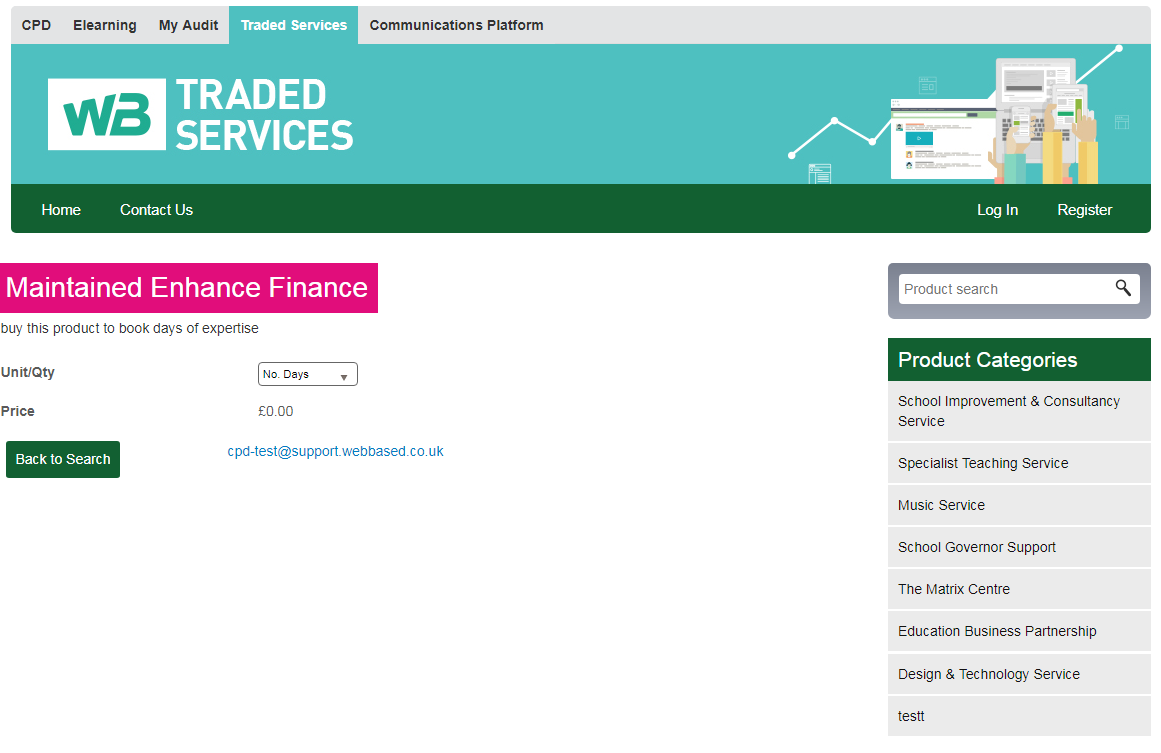 CPD Elearning My Audit Traded Services Communications Platform
WB TRADED
SERVICES
Home Contact Us Log In Register
Maintained Enhance Finance
buy this product to book days of expertise
Unit/Qty No. Days
Price £0.00
Back to Search cpd-test@support.webbased.co.uk
Product search
Product Categories
School Improvement & Consultancy
Service
Specialist Teaching Service
Music Service
School Governor Support
The Matrix Centre
Education Business Partnership
Design & Technology Service
testt